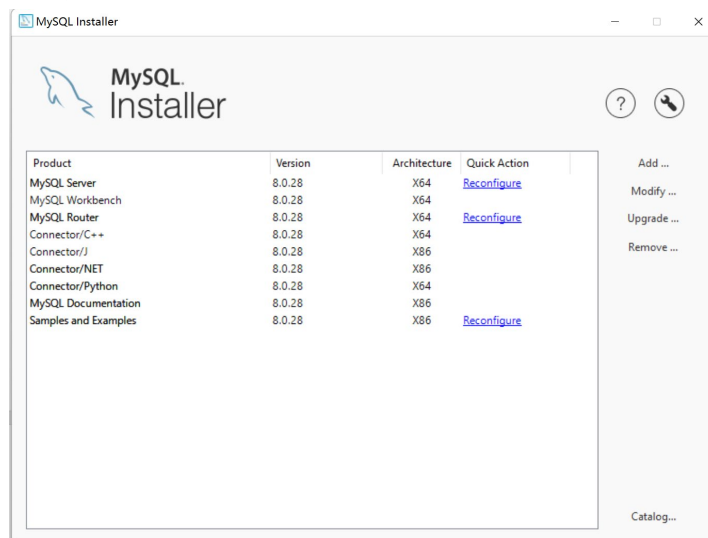 MySQL Installer
MySQL.
Installer
?
Product Version Architecture Quick Action
MySQL Server 8.0.28 X64 Reconfigure
MySQL Workbench 8.0.28 X64
MySQL Router 8.0.28 X64 Reconfigure
Connector/C++ 8.0.28 X64
Connector/J 8.0.28 X86
Connector/NET 8.0.28 X86
Connector/Python 8.0.28 X64
MySQL Documentation 8.0.28 X86
Samples and Examples 8.0.28 X86 Reconfigure
Add ...
Modify ...
Upgrade ...
Remove ...
Catalog...